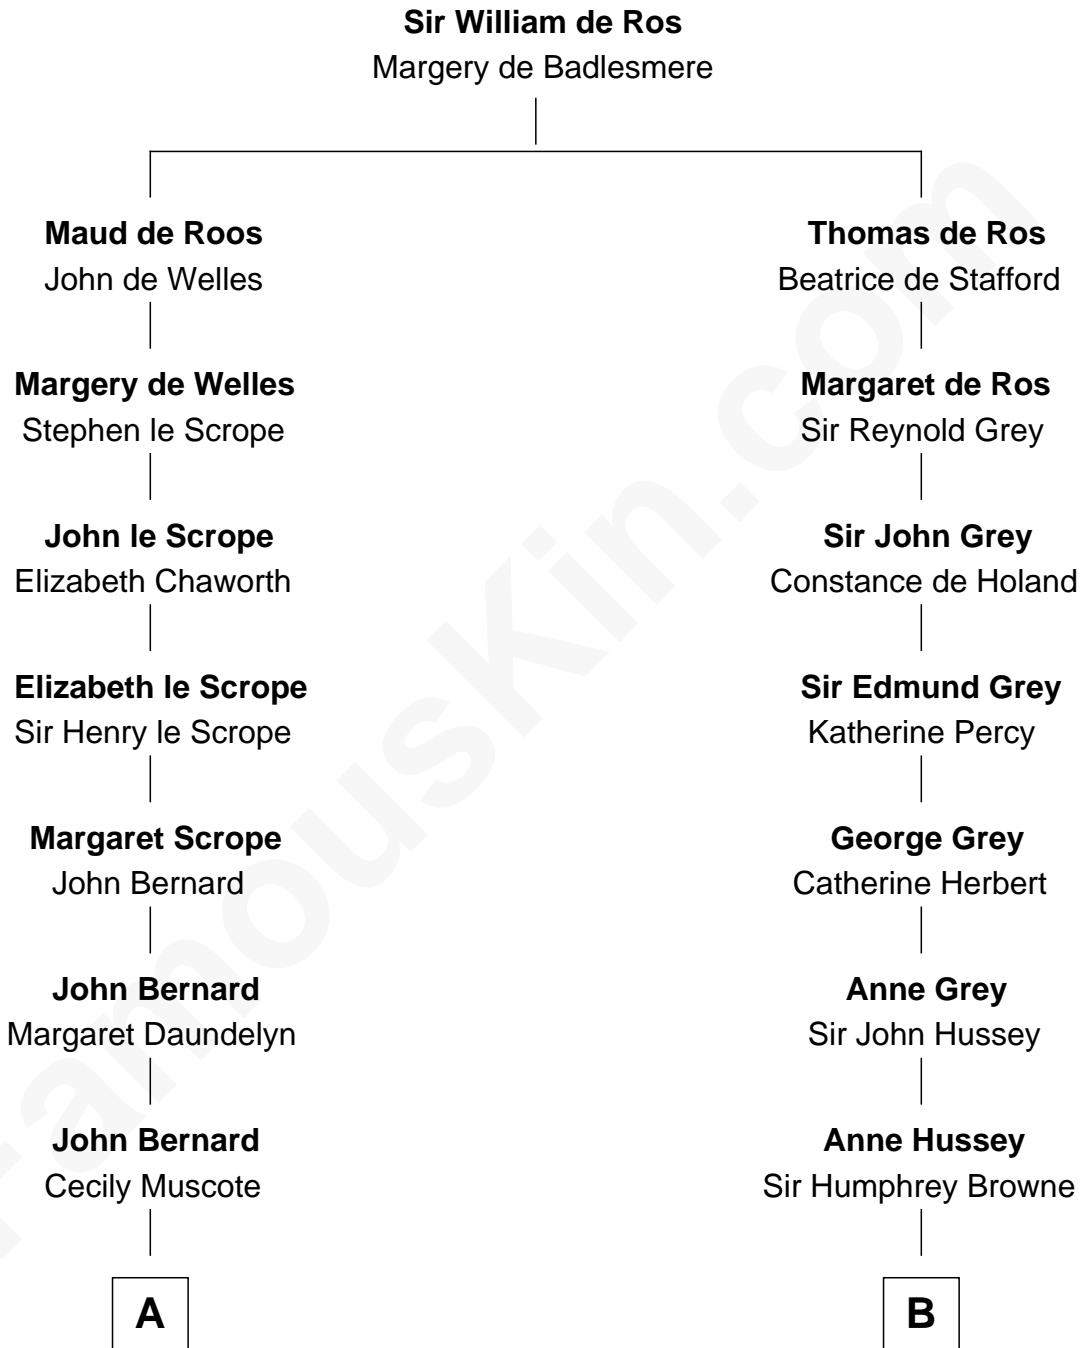 Sir William de Ros
Margery de Badlesmere
Maud de Roos
John de Welles
Thomas de Ros
Beatrice de Stafford
Margery de Welles
Stephen le Scrope
Margaret de Ros
Sir Reynold Grey
John le Scrope
Elizabeth Chaworth
Sir John Grey
Constance de Holand
Elizabeth le Scrope
Sir Henry le Scrope
Sir Edmund Grey
Katherine Percy
Margaret Scrope
John Bernard
George Grey
Catherine Herbert
John Bernard
Margaret Daundelyn
Anne Grey
Sir John Hussey
John Bernard
Cecily Muscote
Anne Hussey
Sir Humphrey Browne
A
B
FamousKin.com